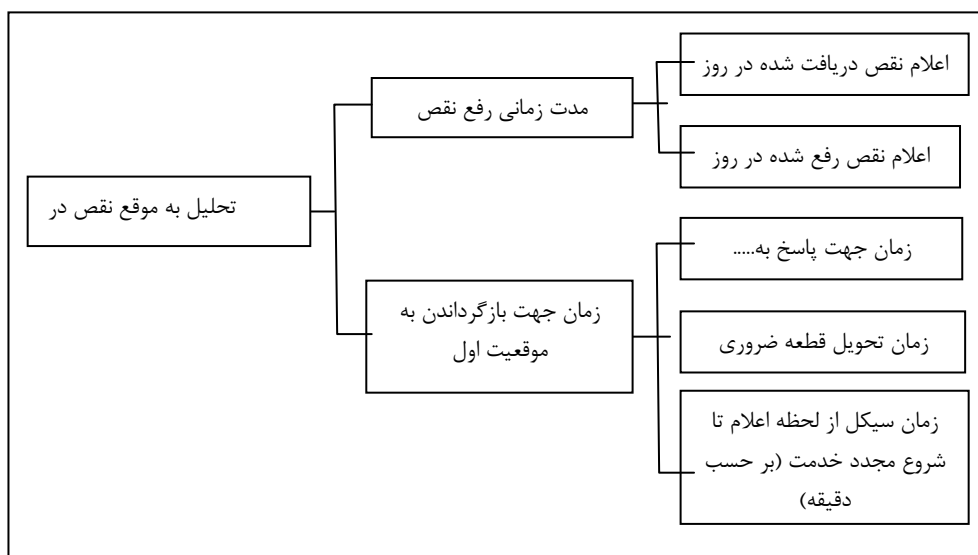 اعلام نقص دریافت شده در روز
مدت زمانی رفع نقص
اعلام نقص رفع شده در روز
تحلیل به موقع نقص در
زمان جهت پاسخ به.....
زمان جهت بازگرداندن به
موقعیت اول
زمان تحویل قطعه ضروری
زمان سیکل از لحظه اعلام تا
شروع مجدد خدمت (بر حسب
دقیقه)